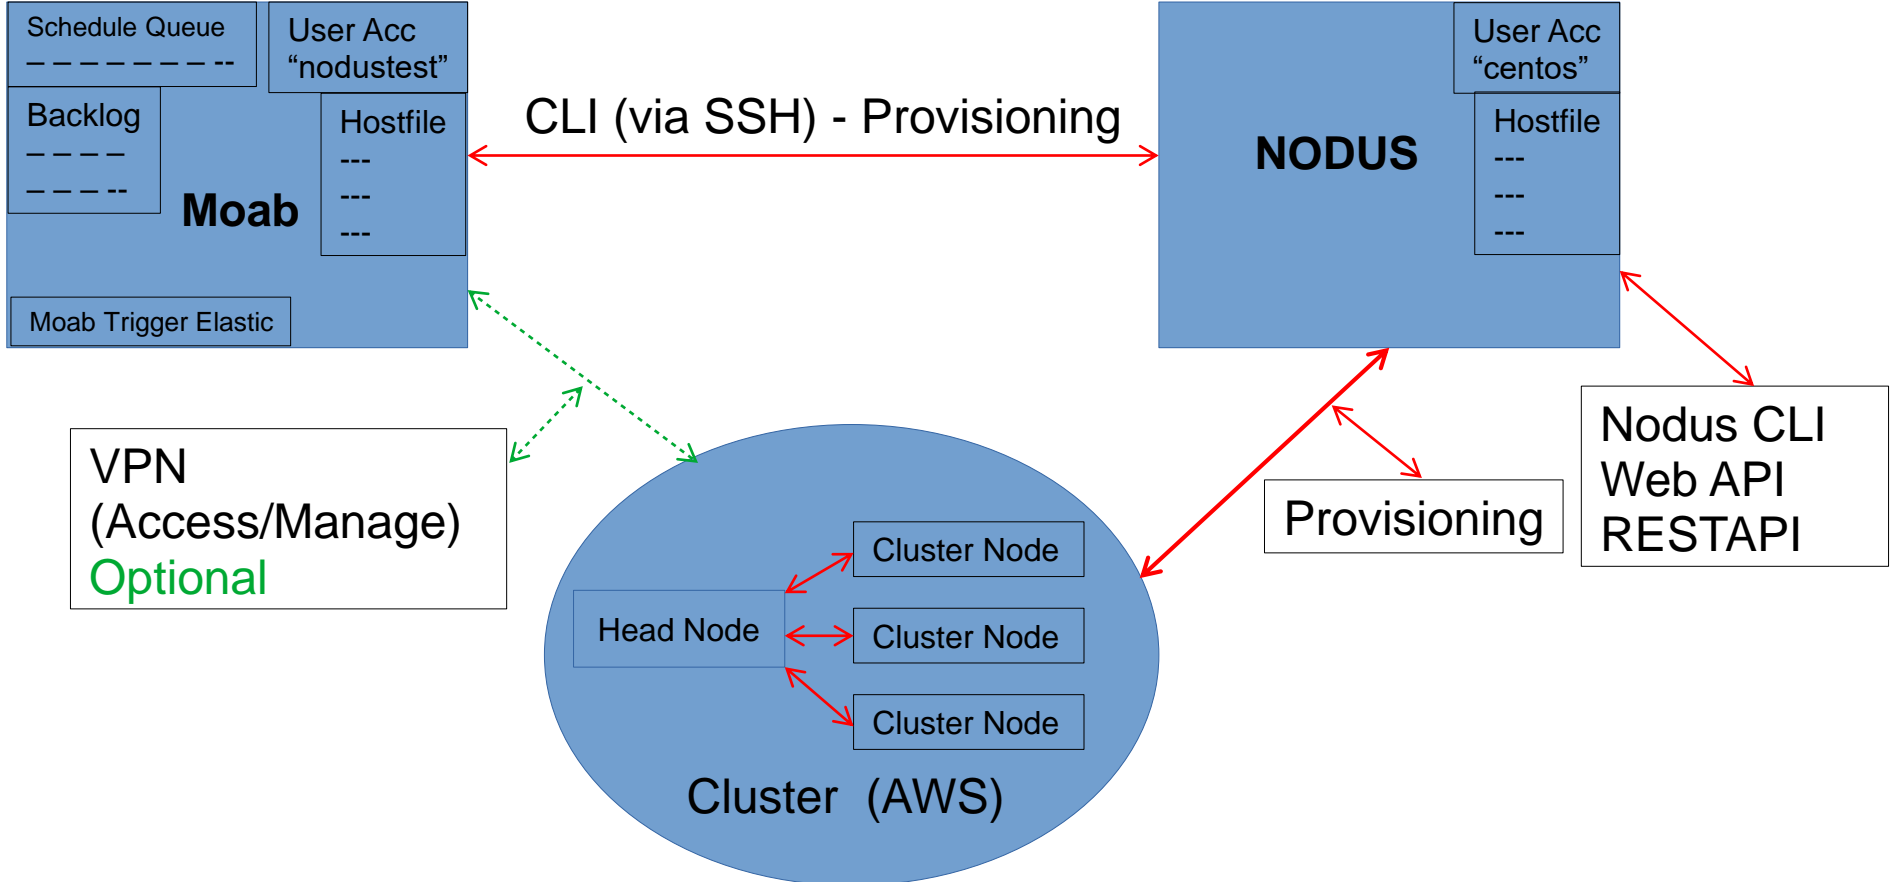 Schedule Queue
_ _ _ _ _ _ _ --
User Acc
“nodustest”
Backlog
_ _ _ _
_ _ _ --
Hostfile
---
---
---
Moab
Moab Trigger Elastic
CLI (via SSH) - Provisioning
User Acc
“centos”
Hostfile
---
---
---
NODUS
VPN
(Access/Manage)
Optional
Nodus CLI
Web API
RESTAPI
Provisioning
Head Node
Cluster Node
Cluster Node
Cluster Node
Cluster (AWS)